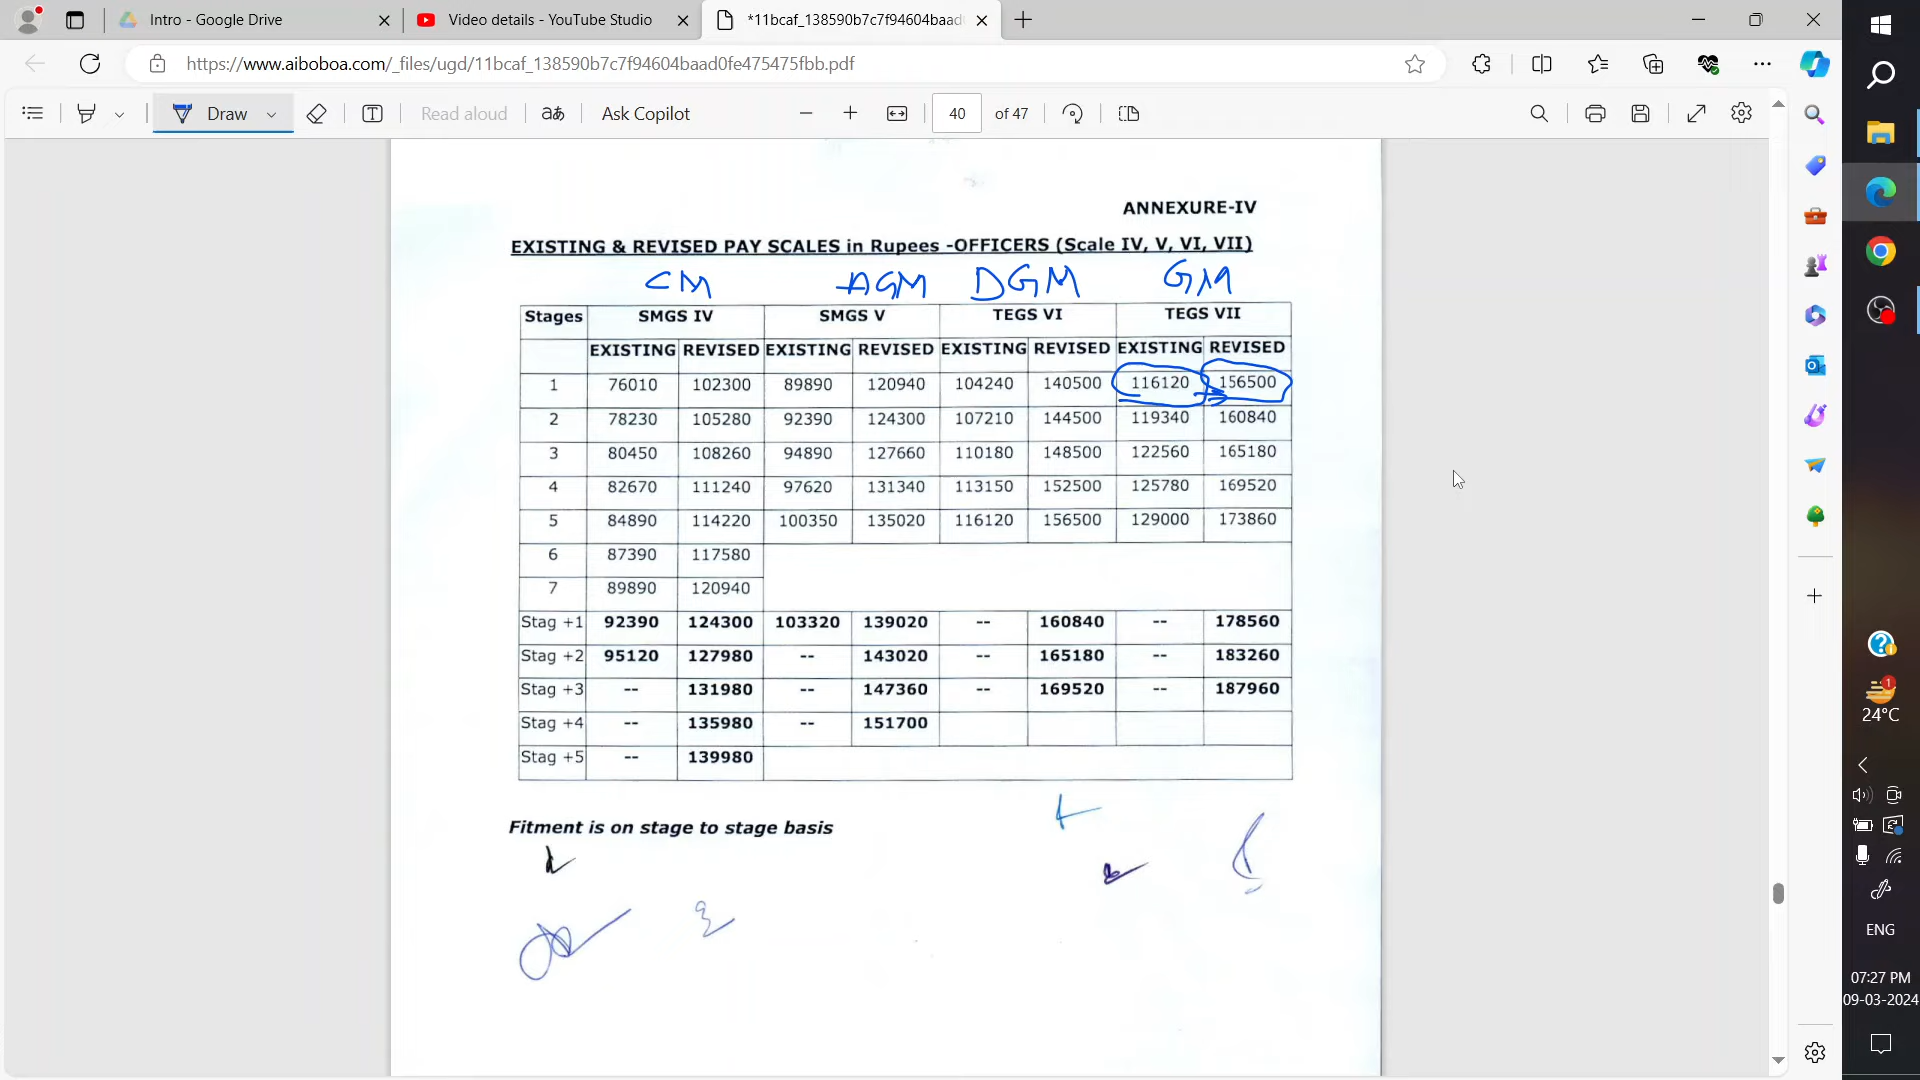 Intro - Google Drive
Video details - YouTube Studio
*11bcaf_138590b7c7f94604baad
https://www.aiboboa.com/_files/ugd/11bcaf_138590b7c7f94604baad0fe475475fbb.pdf
Draw
Read aloud
aあ
Ask Copilot
40 of 47
ANNEXURE-IV
EXISTING & REVISED PAY SCALES in Rupees -OFFICERS (Scale IV, V, VI, VII)
CM AGM DGM GM
Stages SMGS IV SMGS V TEGS VI TEGS VII
EXISTING REVISED EXISTING REVISED EXISTING REVISED EXISTING REVISED
1 76010 102300 89890 120940 104240 140500 116120 156500
2 78230 105280 92390 124300 107210 144500 119340 160840
3 80450 108260 94890 127660 110180 148500 122560 165180
4 82670 111240 97620 131340 113150 152500 125780 169520
5 84890 114220 100350 135020 116120 156500 129000 173860
6 87390 117580
7 89890 120940
Stag +1 92390 124300 103320 139020 -- 160840 -- 178560
Stag +2 95120 127980 -- 143020 -- 165180 -- 183260
Stag +3 -- 131980 -- 147360 -- 169520 -- 187960
Stag +4 -- 135980 -- 151700
Stag +5 -- 139980
Fitment is on stage to stage basis
1
24°C
ENG
07:27 PM
09-03-2024